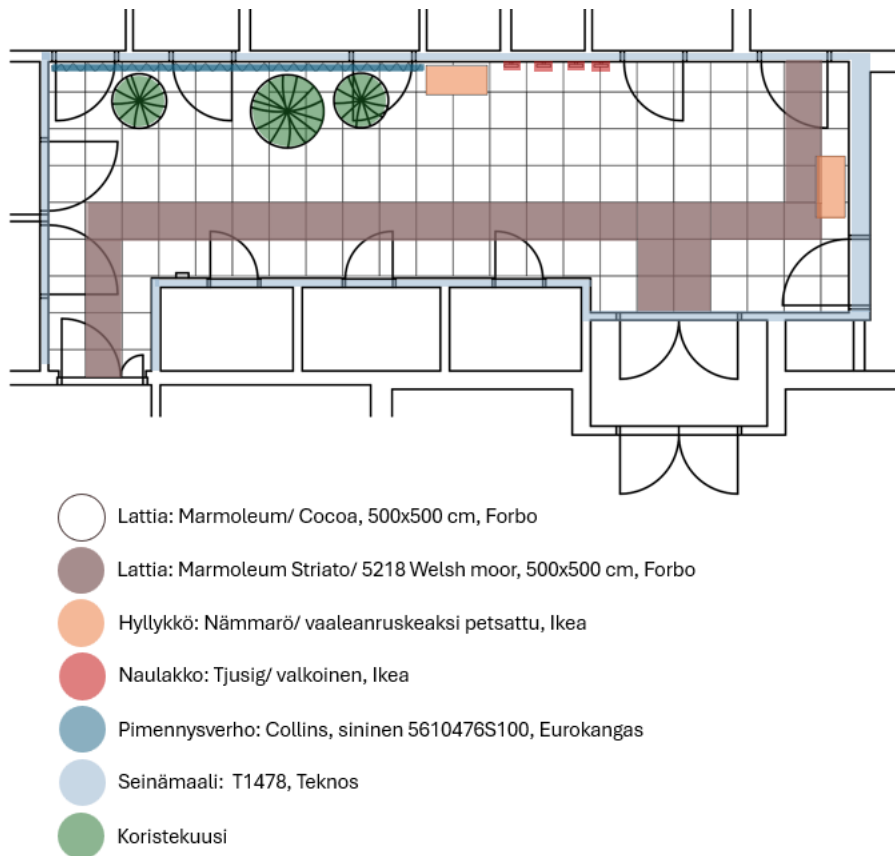 Lattia: Marmoleum/ Cocoa, 500x500 cm, Forbo
Lattia: Marmoleum Striato/ 5218 Welsh moor, 500x500 cm, Forbo
Hyllykkö: Nämmarö/ vaaleanruskeaksi petsattu, Ikea
Naulakko: Tjusig/ valkoinen, Ikea
Pimennysverho: Collins, sininen 5610476S100, Eurokangas
Seinämaali: T1478, Teknos
Koristekuusi